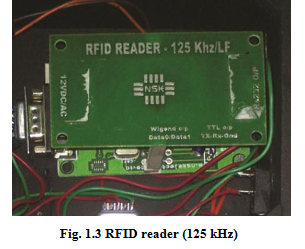 RFID READER - 125 Khz/LF
12VDC/AC
NSK
Wigend o/p
Data0/Data1
TTL o/p
TX-Rx-Gnd
Fig. 1.3 RFID reader (125 kHz)